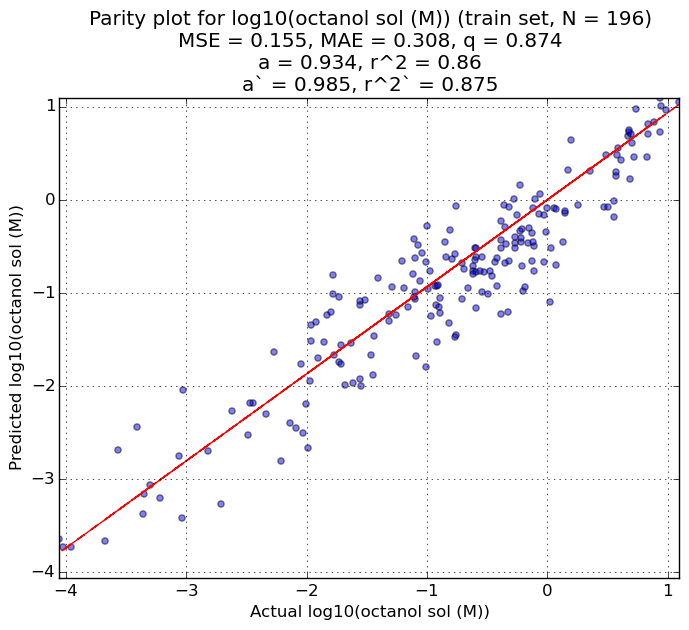 Parity plot for log10(octanol sol (M)) (train set, N = 196)
MSE = 0.155, MAE = 0.308, q = 0.874
a = 0.934, r^2 = 0.86
a` = 0.985, r^2` = 0.875
1
0
−1
−2
−3
−4
Predicted log10(octanol sol (M))
−4 −3 −2 −1 0 1
Actual log10(octanol sol (M))